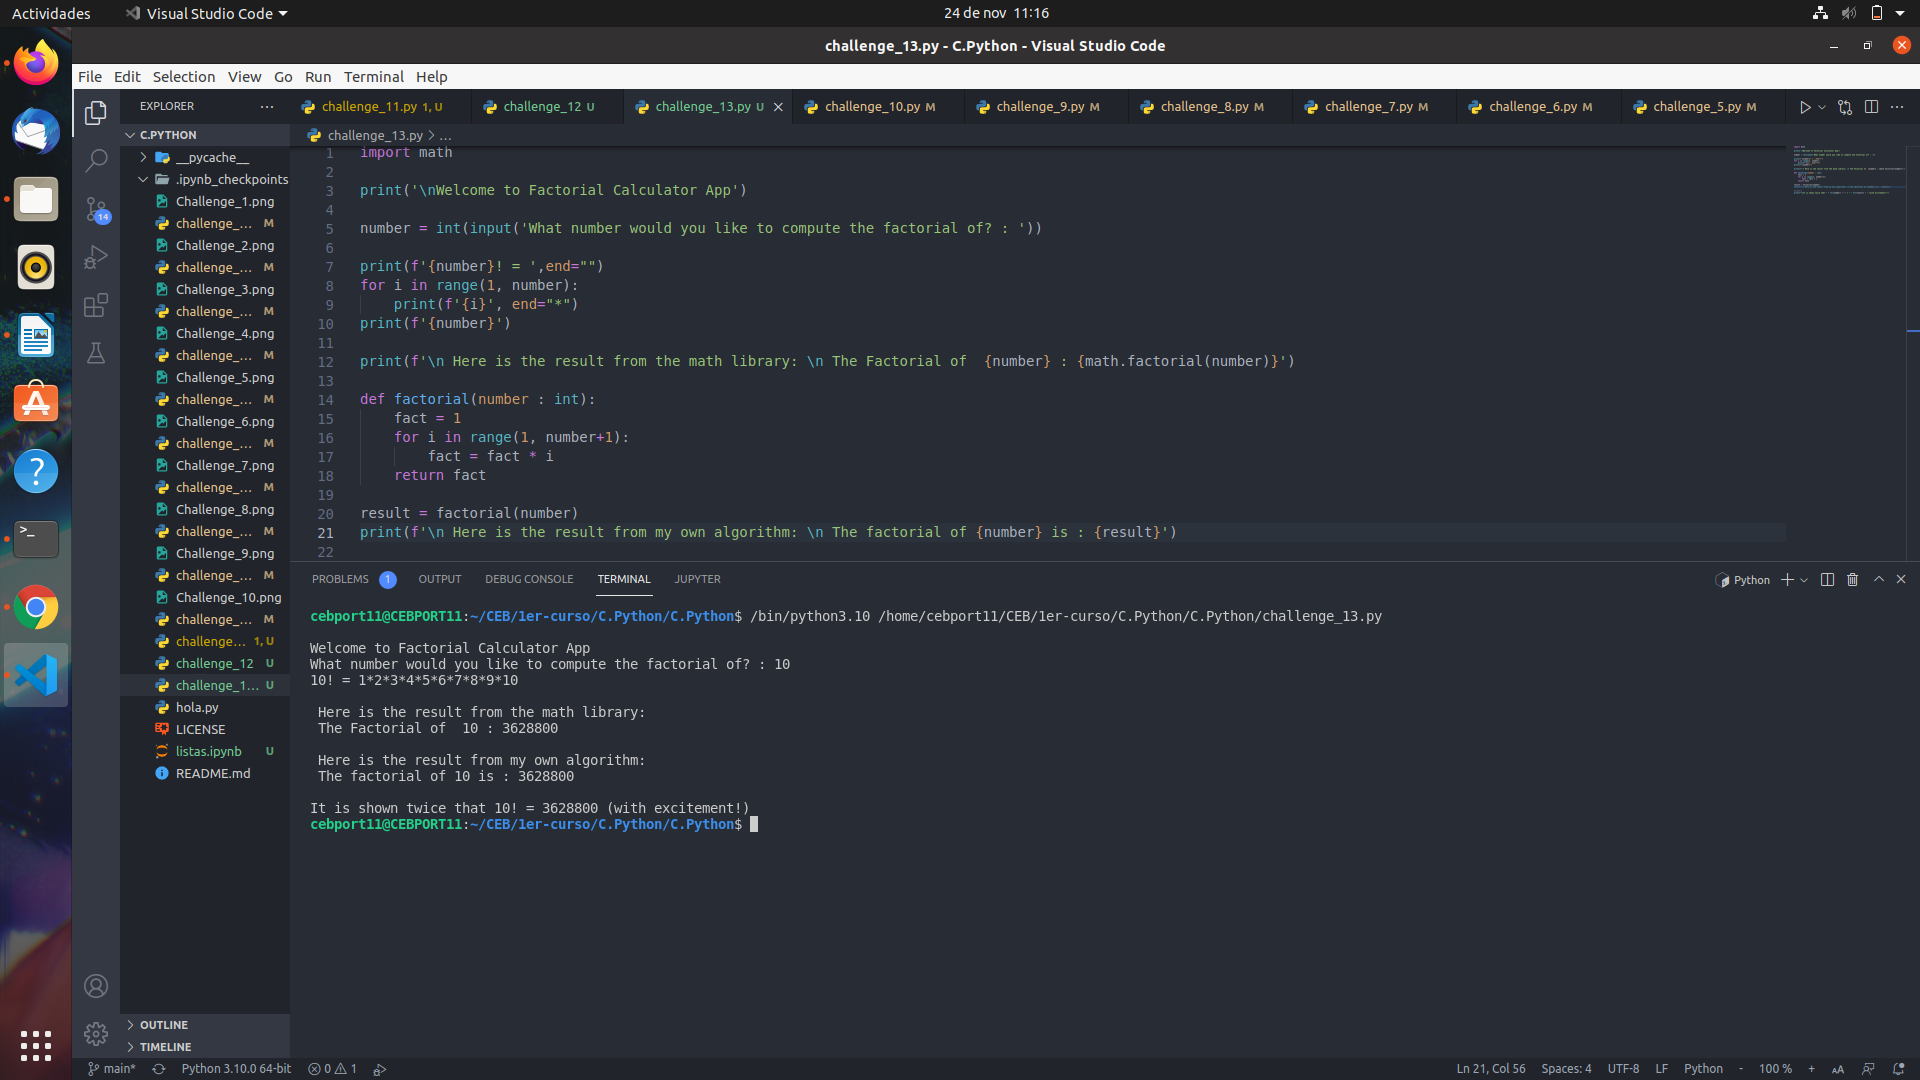 Actividades
Visual Studio Code
24 de nov 11:16
challenge_13.py - C.Python - Visual Studio Code
File Edit Selection View Go Run Terminal Help
EXPLORER
challenge_11.py 1, U
challenge_12 U
challenge_13.py U
challenge_10.py M
challenge_9.py M
challenge_8.py M
challenge_7.py M
challenge_6.py M
challenge_5.py M
C.PYTHON
challenge_13.py > ...
__pycache__
.ipynb_checkpoints
Challenge_1.png
challenge_... M
Challenge_2.png
challenge_... M
Challenge_3.png
challenge_... M
Challenge_4.png
challenge_... M
Challenge_5.png
challenge_... M
Challenge_6.png
challenge_... M
Challenge_7.png
challenge_... M
Challenge_8.png
challenge_... M
Challenge_9.png
challenge_... M
Challenge_10.png
challenge_... M
challenge... 1, U
challenge_12 U
challenge_1... U
hola.py
LICENSE
listas.ipynb U
README.md
OUTLINE
TIMELINE
14
1 import math
2
3 print('\nWelcome to Factorial Calculator App')
4
5 number = int(input('What number would you like to compute the factorial of? : '))
6
7 print(f'{number}! = ',end="")
8 for i in range(1, number):
9     print(f'{i}', end="*")
10 print(f'{number}')
11
12 print(f'\n Here is the result from the math library: \n The Factorial of  {number} : {math.factorial(number)}')
13
14 def factorial(number : int):
15     fact = 1
16     for i in range(1, number+1):
17         fact = fact * i
18     return fact
19
20 result = factorial(number)
21 print(f'\n Here is the result from my own algorithm: \n The factorial of {number} is : {result}')
22
PROBLEMS 1 OUTPUT DEBUG CONSOLE TERMINAL JUPYTER
Python
cebport11@CEBPORT11:~/CEB/1er-curso/C.Python/C.Python$ /bin/python3.10 /home/cebport11/CEB/1er-curso/C.Python/C.Python/challenge_13.py
Welcome to Factorial Calculator App
What number would you like to compute the factorial of? : 10
10! = 1*2*3*4*5*6*7*8*9*10
Here is the result from the math library:
The Factorial of  10 : 3628800
Here is the result from my own algorithm:
The factorial of 10 is : 3628800
It is shown twice that 10! = 3628800 (with excitement!)
cebport11@CEBPORT11:~/CEB/1er-curso/C.Python/C.Python$
main* Python 3.10.0 64-bit 0 1
Ln 21, Col 56 Spaces: 4 UTF-8 LF Python - 100 % +